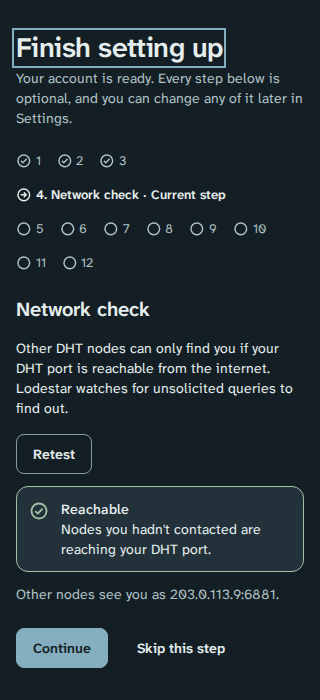 Finish setting up
Your account is ready. Every step below is
optional, and you can change any of it later in
Settings.
1 2 3
4. Network check · Current step
5 6 7 8 9 10
11 12
Network check
Other DHT nodes can only find you if your
DHT port is reachable from the internet.
Lodestar watches for unsolicited queries to
find out.
Retest
Reachable
Nodes you hadn't contacted are
reaching your DHT port.
Other nodes see you as 203.0.113.9:6881.
Continue Skip this step